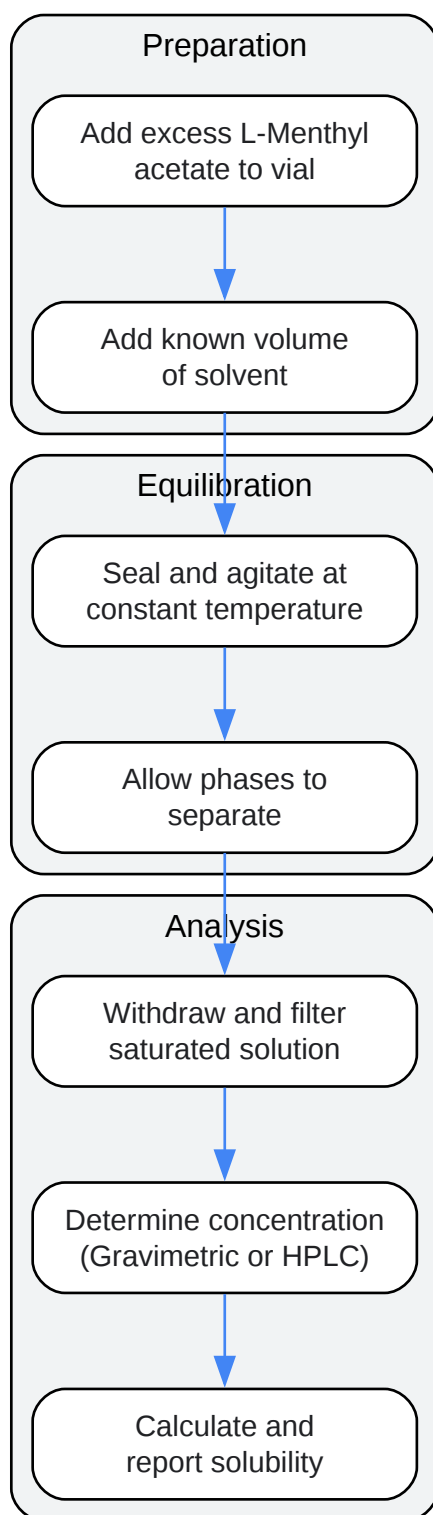 Preparation
Add excess L-Menthyl
acetate to vial
Add known volume
of solvent
Equilibration
Seal and agitate at
constant temperature
Allow phases to
separate
Analysis
Withdraw and filter
saturated solution
Determine concentration
(Gravimetric or HPLC)
Calculate and
report solubility